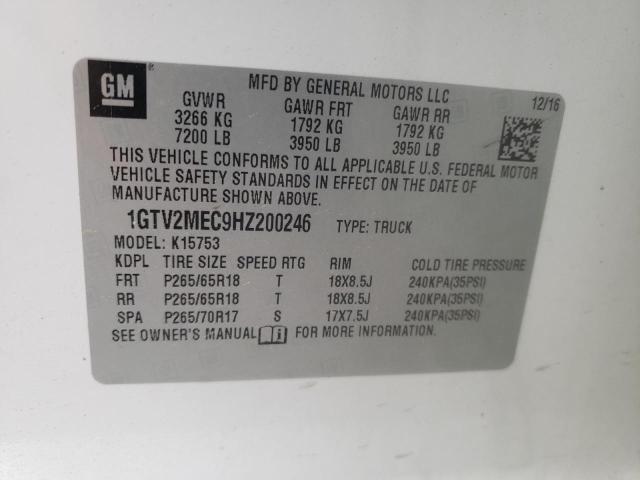 GM
MFD BY GENERAL MOTORS LLC
12/16
GVWR GAWR FRT GAWR RR
3266 KG 1792 KG 1792 KG
7200 LB 3950 LB 3950 LB
THIS VEHICLE CONFORMS TO ALL APPLICABLE U.S. FEDERAL MOTOR
VEHICLE SAFETY STANDARDS IN EFFECT ON THE DATE OF
MANUFACTURE SHOWN ABOVE.
1GTV2MEC9HZ200246 TYPE: TRUCK
MODEL: K15753
KDPL TIRE SIZE SPEED RTG RIM COLD TIRE PRESSURE
FRT P265/65R18 T 18X8.5J 240KPA(35PSI)
RR P265/65R18 T 18X8.5J 240KPA(35PSI)
SPA P265/70R17 S 17X7.5J 240KPA(35PSI)
SEE OWNER'S MANUAL FOR MORE INFORMATION.